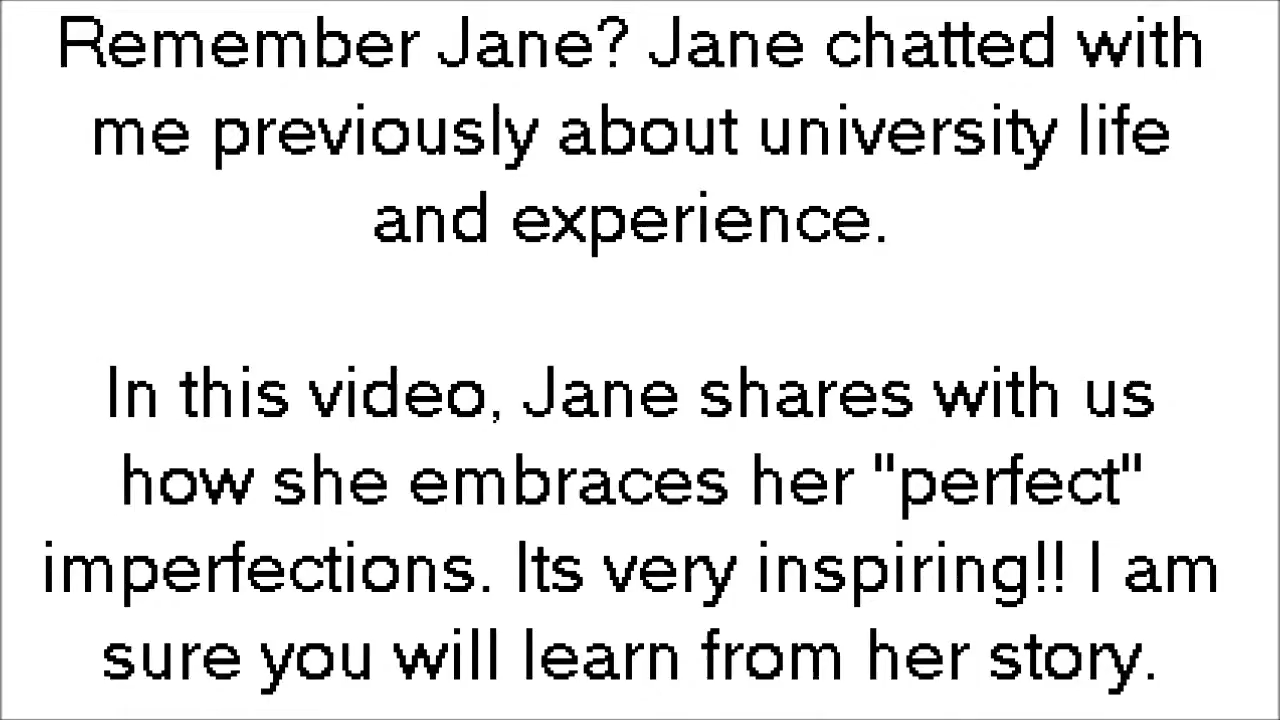 Remember Jane? Jane chatted with
me previously about university life
and experience.
In this video, Jane shares with us
how she embraces her "perfect"
imperfections. Its very inspiring!! I am
sure you will learn from her story.